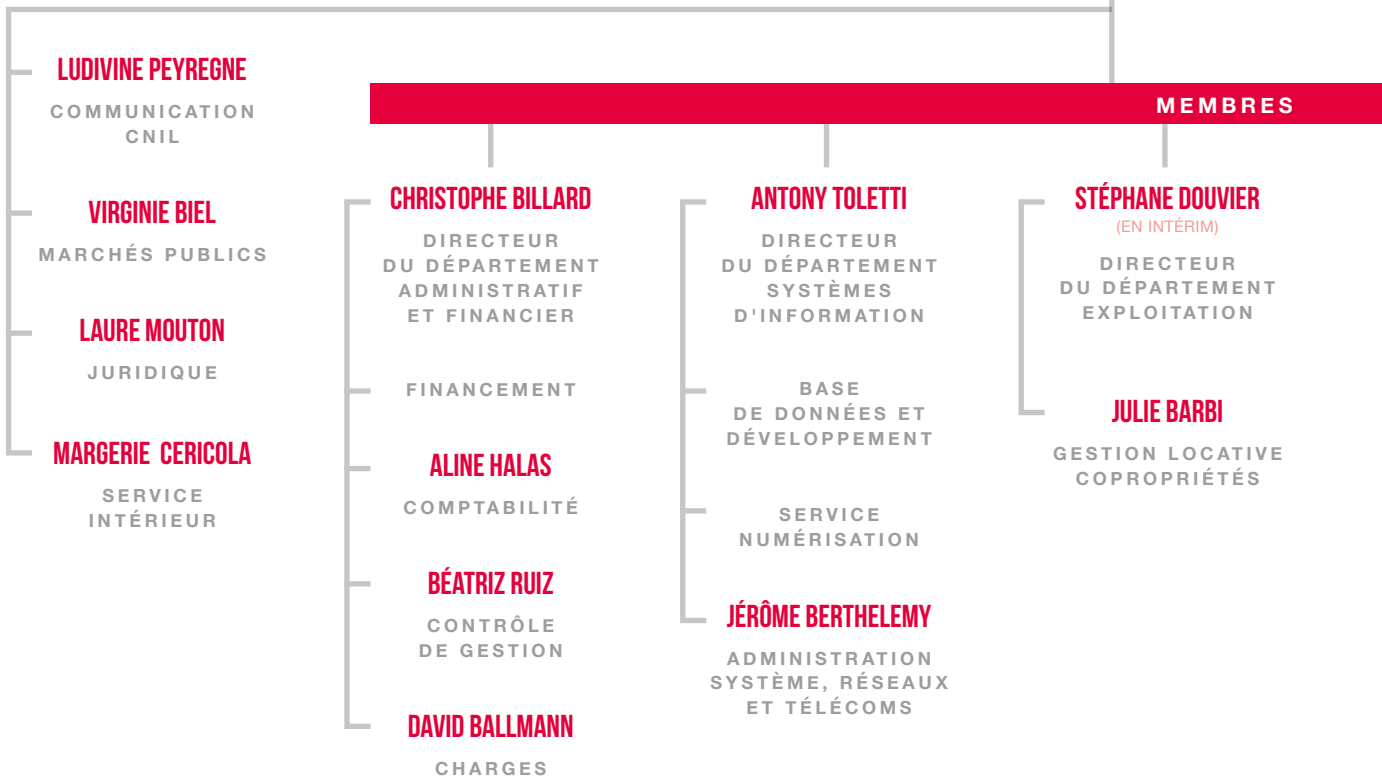 LUDIVINE PEYREGNE
COMMUNICATION
CNIL
VIRGINIE BIEL
MARCHÉS PUBLICS
LAURE MOUTON
JURIDIQUE
MARGERIE CERICOLA
SERVICE
INTÉRIEUR
MEMBRES
CHRISTOPHE BILLARD
DIRECTEUR
DU DÉPARTEMENT
ADMINISTRATIF
ET FINANCIER
FINANCEMENT
ALINE HALAS
COMPTABILITÉ
BÉATRIZ RUIZ
CONTRÔLE
DE GESTION
DAVID BALLMANN
CHARGES
ANTONY TOLETTI
DIRECTEUR
DU DÉPARTEMENT
SYSTÈMES
D'INFORMATION
BASE
DE DONNÉES ET
DÉVELOPPEMENT
SERVICE
NUMÉRISATION
JÉRÔME BERTHELEMY
ADMINISTRATION
SYSTÈME, RÉSEAUX
ET TÉLÉCOMS
STÉPHANE DOUVIER
(EN INTÉRIM)
DIRECTEUR
DU DÉPARTEMENT
EXPLOITATION
JULIE BARBI
GESTION LOCATIVE
COPROPRIÉTÉS